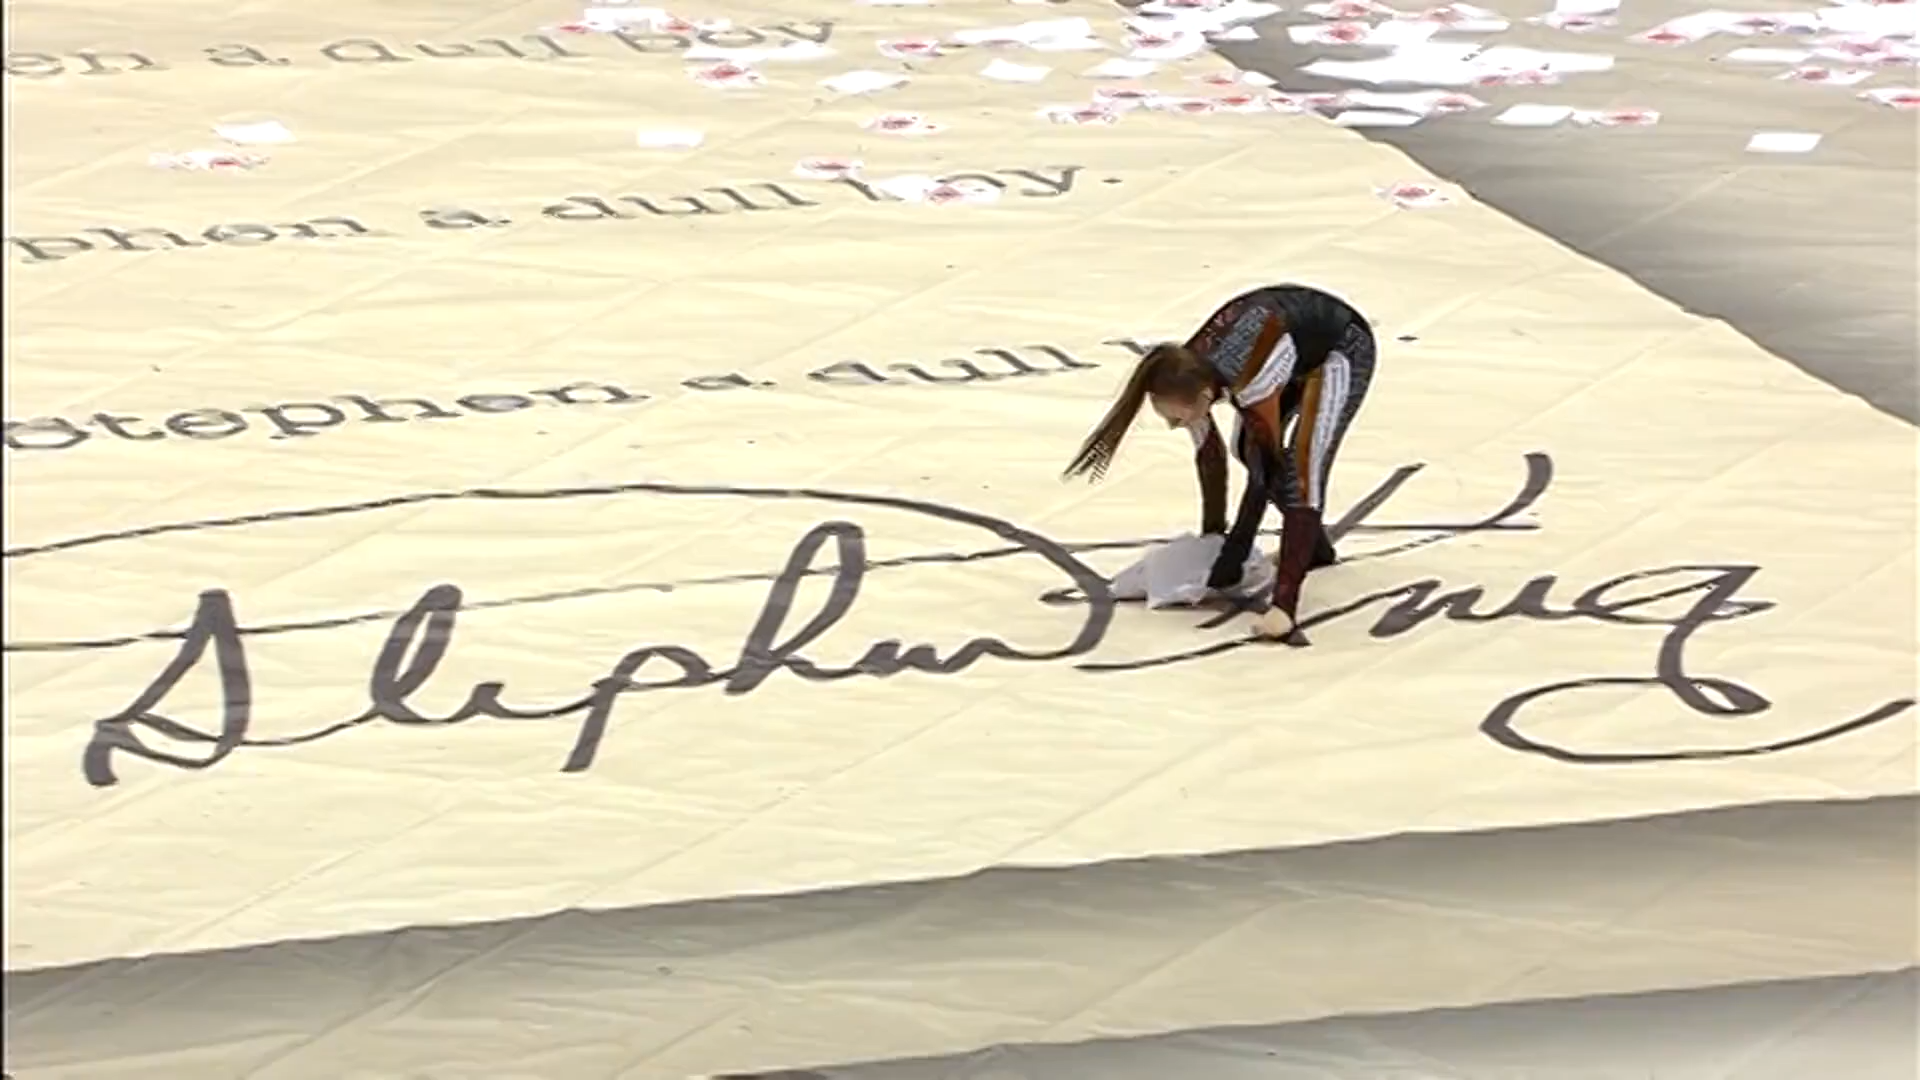 en a dull boy
phen a dull boy.
stephen a dull
Stephen King